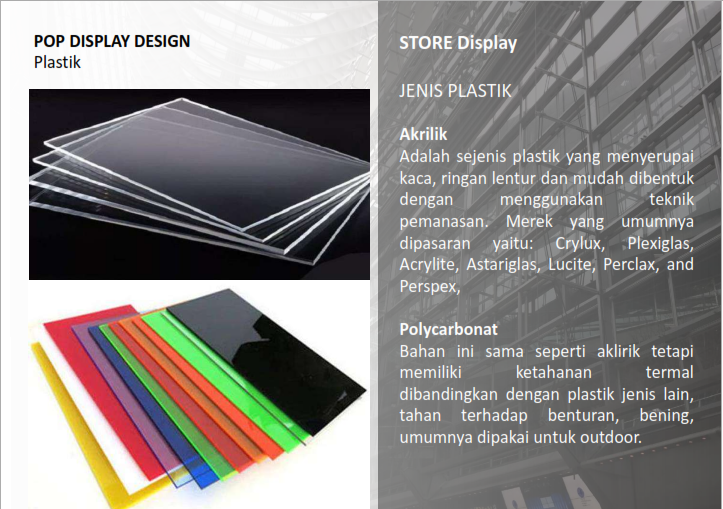 POP DISPLAY DESIGN
Plastik
STORE Display
JENIS PLASTIK
Akrilik
Adalah sejenis plastik yang menyerupai
kaca, ringan lentur dan mudah dibentuk
dengan menggunakan teknik
pemanasan. Merek yang umumnya
dipasaran yaitu: Crylux, Plexiglas,
Acrylite, Astariglas, Lucite, Perclax, and
Perspex,
Polycarbonat
Bahan ini sama seperti aklirik tetapi
memiliki ketahanan termal
dibandingkan dengan plastik jenis lain,
tahan terhadap benturan, bening,
umumnya dipakai untuk outdoor.